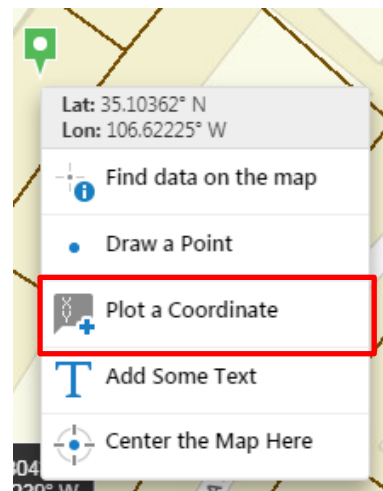 Lat: 35.10362° N
Lon: 106.62225° W
Find data on the map
Draw a Point
X
Y
Plot a Coordinate
T Add Some Text
Center the Map Here